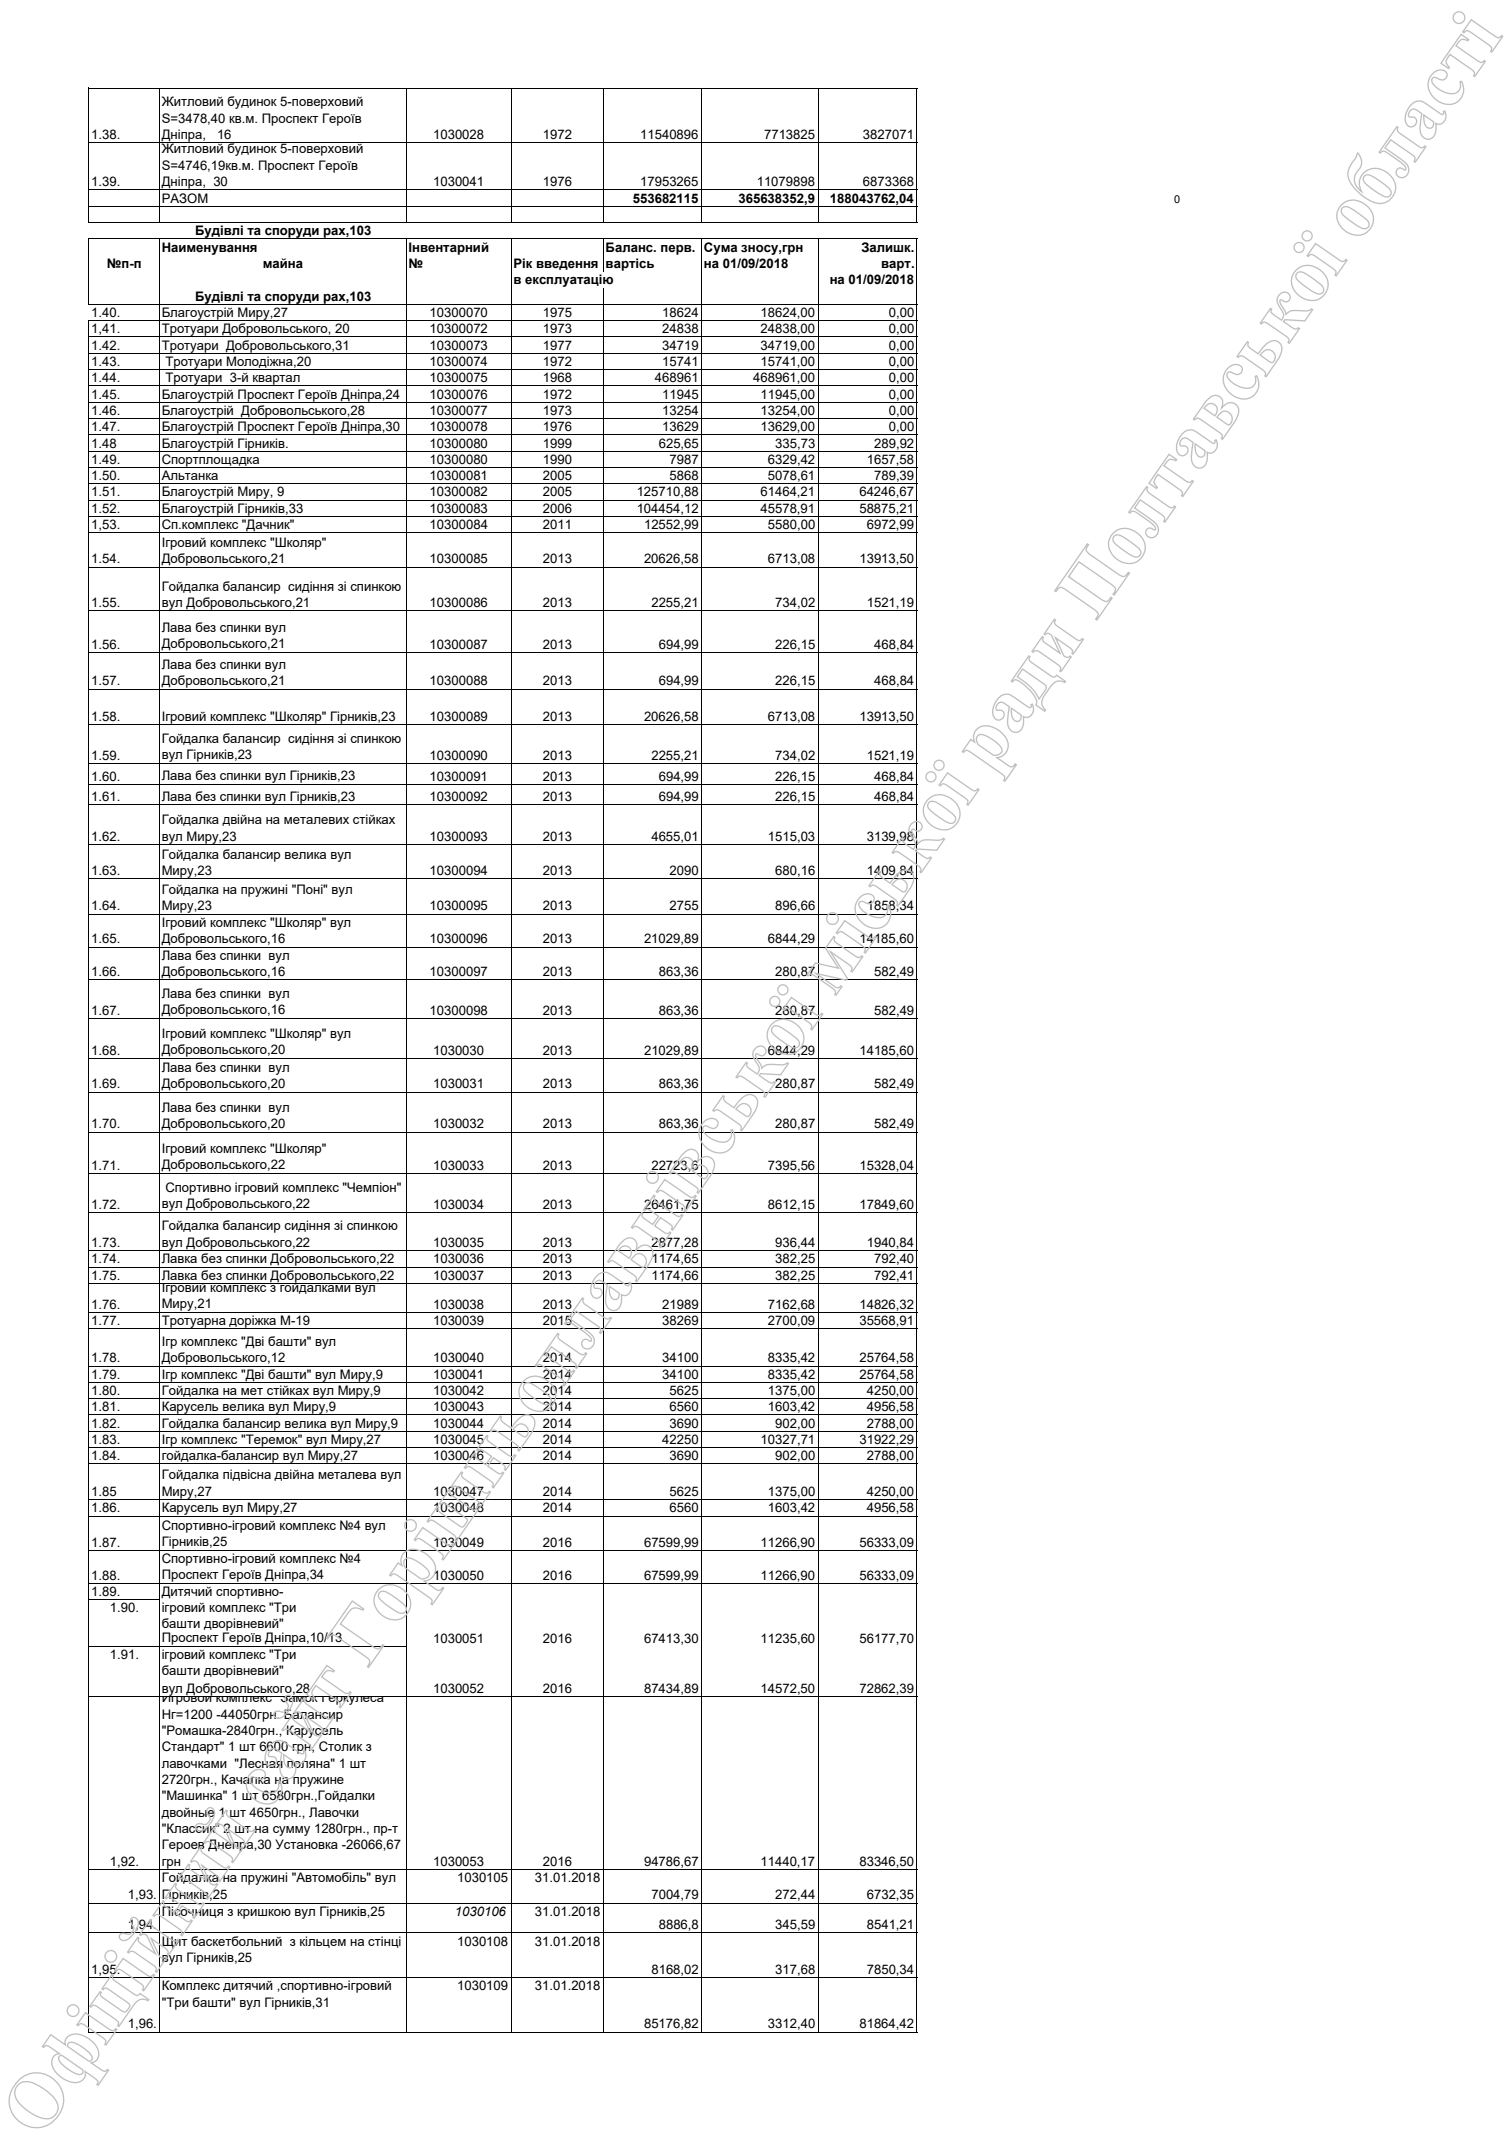 Житловий будинок 5-поверховий
S=3478,40 кв.м. Проспект Героїв
1.38. Дніпра, 16 1030028 1972 11540896 7713825 3827071
Житловий будинок 5-поверховий
S=4746,19кв.м. Проспект Героїв
1.39. Дніпра, 30 1030041 1976 17953265 11079898 6873368
РАЗОМ 553682115 365638352,9 188043762,04 0
Будівлі та споруди рах,103
Наименування Інвентарний Баланс. перв. Сума зносу,грн Залишк.
№п-п майна № Рік введення вартісь на 01/09/2018 варт.
в експлуатацію на 01/09/2018
Будівлі та споруди рах,103
1.40. Благоустрій Миру,27 10300070 1975 18624 18624,00 0,00
1,41. Тротуари Добровольського, 20 10300072 1973 24838 24838,00 0,00
1.42. Тротуари Добровольського,31 10300073 1977 34719 34719,00 0,00
1.43. Тротуари Молодіжна,20 10300074 1972 15741 15741,00 0,00
1.44. Тротуари 3-й квартал 10300075 1968 468961 468961,00 0,00
1.45. Благоустрій Проспект Героїв Дніпра,24 10300076 1972 11945 11945,00 0,00
1.46. Благоустрій Добровольського,28 10300077 1973 13254 13254,00 0,00
1.47. Благоустрій Проспект Героїв Дніпра,30 10300078 1976 13629 13629,00 0,00
1.48 Благоустрій Гірників. 10300080 1999 625,65 335,73 289,92
1.49. Спортплощадка 10300080 1990 7987 6329,42 1657,58
1.50. Альтанка 10300081 2005 5868 5078,61 789,39
1.51. Благоустрій Миру, 9 10300082 2005 125710,88 61464,21 64246,67
1.52. Благоустрій Гірників,33 10300083 2006 104454,12 45578,91 58875,21
1,53. Сп.комплекс "Дачник" 10300084 2011 12552,99 5580,00 6972,99
Ігровий комплекс "Школяр"
1.54. Добровольського,21 10300085 2013 20626,58 6713,08 13913,50
Гойдалка балансир сидіння зі спинкою
1.55. вул Добровольського,21 10300086 2013 2255,21 734,02 1521,19
Лава без спинки вул
1.56. Добровольського,21 10300087 2013 694,99 226,15 468,84
Лава без спинки вул
1.57. Добровольського,21 10300088 2013 694,99 226,15 468,84
1.58. Ігровий комплекс "Школяр" Гірників,23 10300089 2013 20626,58 6713,08 13913,50
Гойдалка балансир сидіння зі спинкою
1.59. вул Гірників,23 10300090 2013 2255,21 734,02 1521,19
1.60. Лава без спинки вул Гірників,23 10300091 2013 694,99 226,15 468,84
1.61. Лава без спинки вул Гірників,23 10300092 2013 694,99 226,15 468,84
Гойдалка двійна на металевих стійках
1.62. вул Миру,23 10300093 2013 4655,01 1515,03 3139,98
Гойдалка балансир велика вул
1.63. Миру,23 10300094 2013 2090 680,16 1409,84
Гойдалка на пружині "Поні" вул
1.64. Миру,23 10300095 2013 2755 896,66 1858,34
Ігровий комплекс "Школяр" вул
1.65. Добровольського,16 10300096 2013 21029,89 6844,29 14185,60
Лава без спинки вул
1.66. Добровольського,16 10300097 2013 863,36 280,87 582,49
Лава без спинки вул
1.67. Добровольського,16 10300098 2013 863,36 280,87 582,49
Ігровий комплекс "Школяр" вул
1.68. Добровольського,20 1030030 2013 21029,89 6844,29 14185,60
Лава без спинки вул
1.69. Добровольського,20 1030031 2013 863,36 280,87 582,49
Лава без спинки вул
1.70. Добровольського,20 1030032 2013 863,36 280,87 582,49
Ігровий комплекс "Школяр"
1.71. Добровольського,22 1030033 2013 22723,6 7395,56 15328,04
Спортивно ігровий комплекс "Чемпіон"
1.72. вул Добровольського,22 1030034 2013 26461,75 8612,15 17849,60
Гойдалка балансир сидіння зі спинкою
1.73. вул Добровольського,22 1030035 2013 2877,28 936,44 1940,84
1.74. Лавка без спинки Добровольського,22 1030036 2013 1174,65 382,25 792,40
1.75. Лавка без спинки Добровольського,22 1030037 2013 1174,66 382,25 792,41
Ігровий комплекс з гойдалками вул
1.76. Миру,21 1030038 2013 21989 7162,68 14826,32
1.77. Тротуарна доріжка М-19 1030039 2015 38269 2700,09 35568,91
Ігр комплекс "Дві башти" вул
1.78. Добровольського,12 1030040 2014 34100 8335,42 25764,58
1.79. Ігр комплекс "Дві башти" вул Миру,9 1030041 2014 34100 8335,42 25764,58
1.80. Гойдалка на мет стійках вул Миру,9 1030042 2014 5625 1375,00 4250,00
1.81. Карусель велика вул Миру,9 1030043 2014 6560 1603,42 4956,58
1.82. Гойдалка балансир велика вул Миру,9 1030044 2014 3690 902,00 2788,00
1.83. Ігр комплекс "Теремок" вул Миру,27 1030045 2014 42250 10327,71 31922,29
1.84. гойдалка-балансир вул Миру,27 1030046 2014 3690 902,00 2788,00
Гойдалка підвісна двійна металева вул
1.85 Миру,27 1030047 2014 5625 1375,00 4250,00
1.86. Карусель вул Миру,27 1030048 2014 6560 1603,42 4956,58
Спортивно-ігровий комплекс №4 вул
1.87. Гірників,25 1030049 2016 67599,99 11266,90 56333,09
Спортивно-ігровий комплекс №4
1.88. Проспект Героїв Дніпра,34 1030050 2016 67599,99 11266,90 56333,09
1.89. Дитячий спортивно-
1.90. ігровий комплекс "Три
башти дворівневий"
Проспект Героїв Дніпра,10/13 1030051 2016 67413,30 11235,60 56177,70
1.91. ігровий комплекс "Три
башти дворівневий"
вул Добровольського,28 1030052 2016 87434,89 14572,50 72862,39
Игровой комплекс "Замок Геркулеса
Нг=1200 -44050грн. Балансир
"Ромашка-2840грн., Карусель
Стандарт" 1 шт 6600 грн, Столик з
лавочками "Лесная поляна" 1 шт
2720грн., Качалка на пружине
"Машинка" 1 шт 6580грн.,Гойдалки
двойные 1 шт 4650грн., Лавочки
"Классик" 2 шт на сумму 1280грн., пр-т
Героев Днепра,30 Установка -26066,67
1,92. грн 1030053 2016 94786,67 11440,17 83346,50
Гойдалка на пружині "Автомобіль" вул 1030105 31.01.2018
1,93. Гірників,25 7004,79 272,44 6732,35
Пісочниця з кришкою вул Гірників,25 1030106 31.01.2018
1,94. 8886,8 345,59 8541,21
Щит баскетбольний з кільцем на стінці 1030108 31.01.2018
вул Гірників,25
1,95. 8168,02 317,68 7850,34
Комплекс дитячий ,спортивно-ігровий 1030109 31.01.2018
"Три башти" вул Гірників,31
1,96. 85176,82 3312,40 81864,42
Офіційний сайт Горішньоплавнівської міської ради Полтавської області